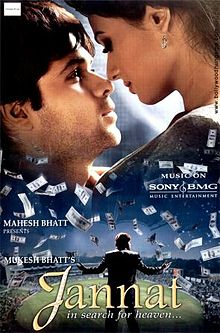 MUSIC ON
SONY BMG
MUSIC ENTERTAINMENT
MAHESH BHATT
PRESENTS
MUKESH BHATT'S
Jannat
in search for heaven...